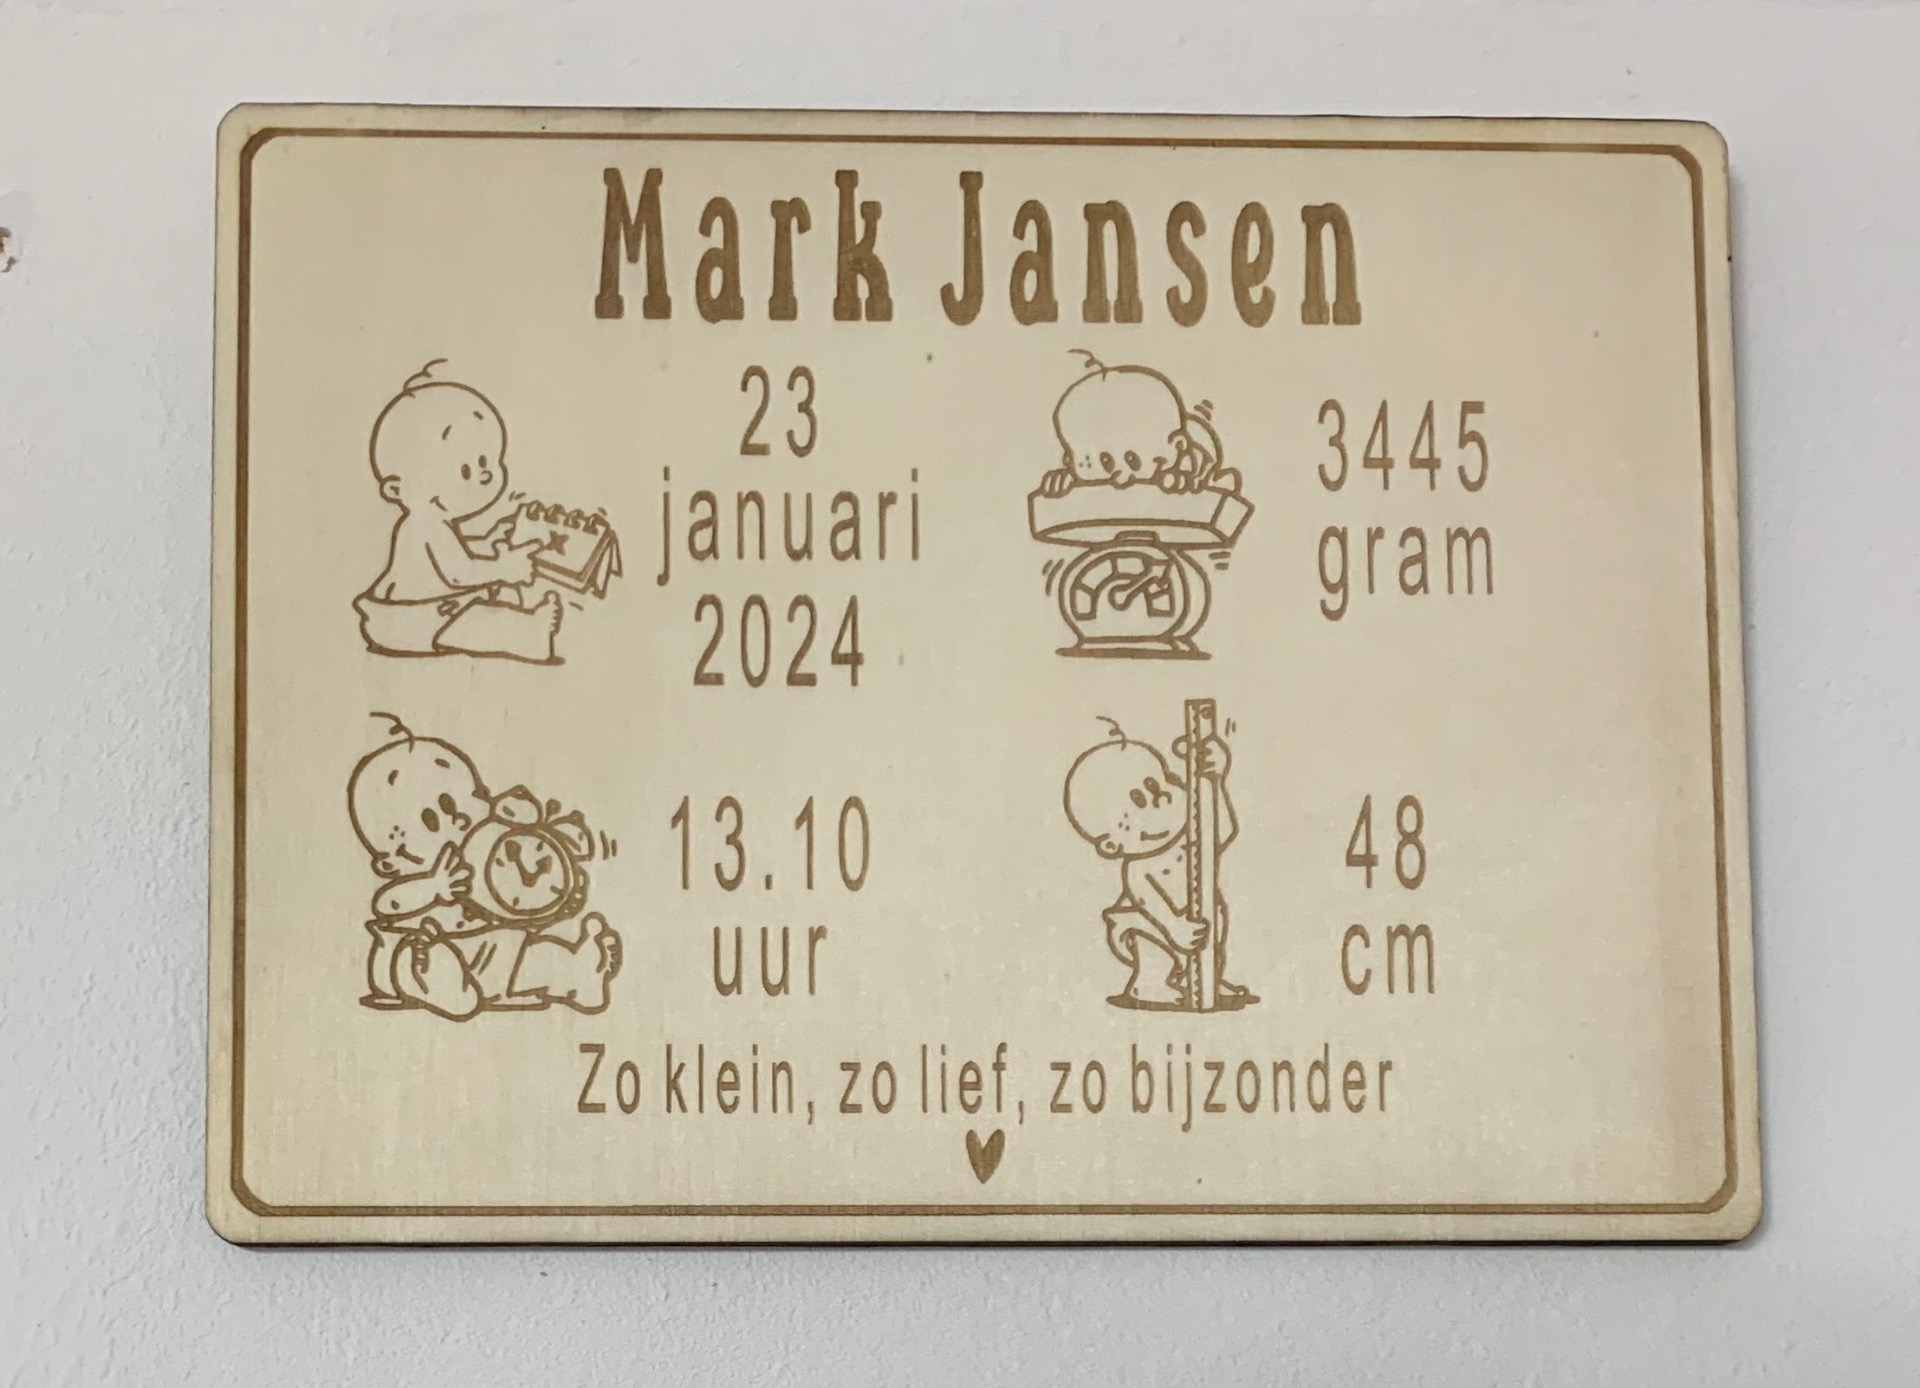 Mark Jansen
23
januari
2024
3445
gram
13.10
uur
48
cm
Zo klein, zo lief, zo bijzonder